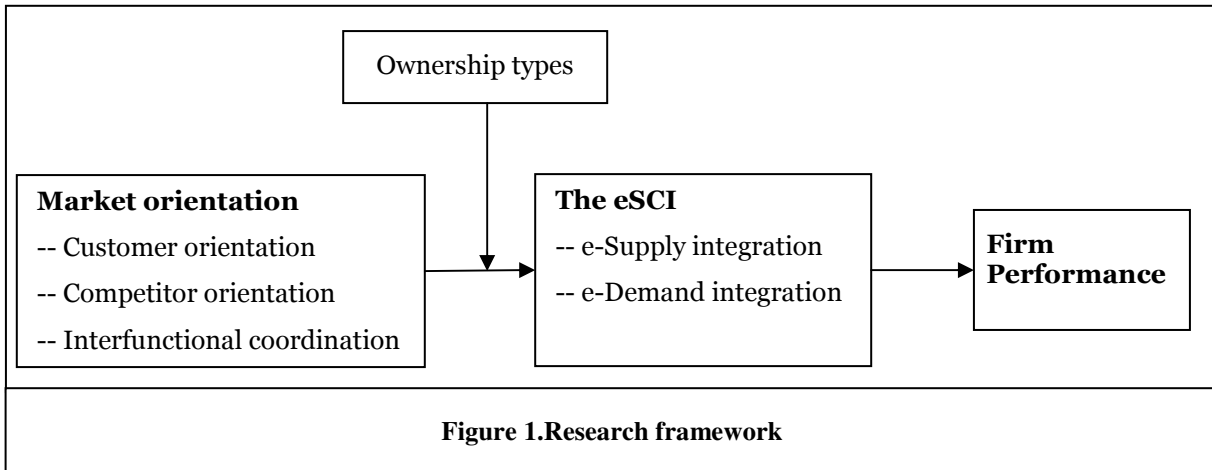 Ownership types
Market orientation
-- Customer orientation
-- Competitor orientation
-- Interfunctional coordination
The eSCI
-- e-Supply integration
-- e-Demand integration
Firm
Performance
Figure 1.Research framework